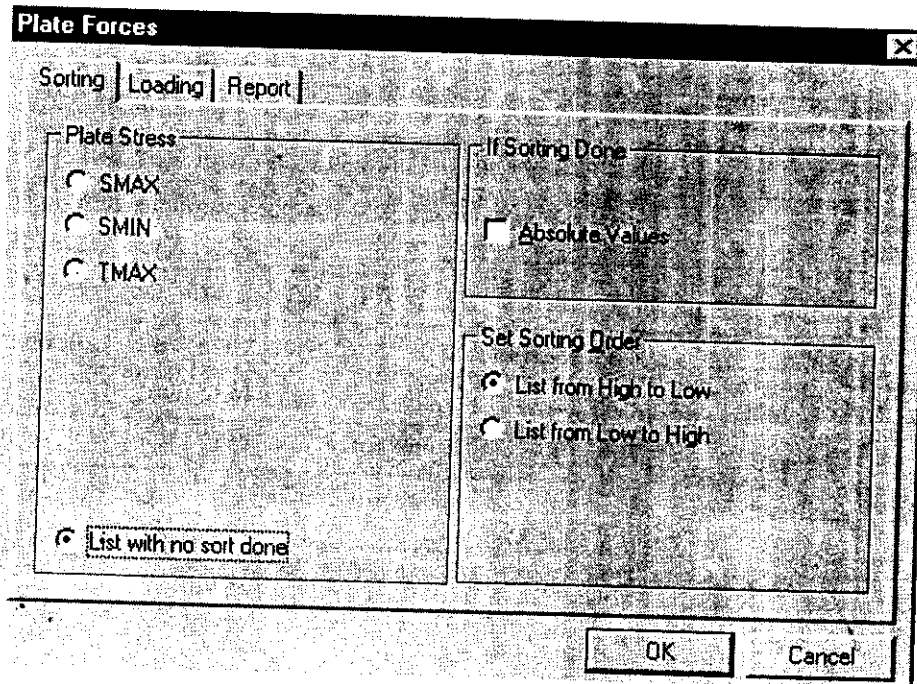 Plate Forces
Sorting Loading Report
Plate Stress
SMAX
SMIN
TMAX
List with no sort done
If Sorting Done
Absolute Values
Set Sorting Order
List from High to Low
List from Low to High
OK Cancel